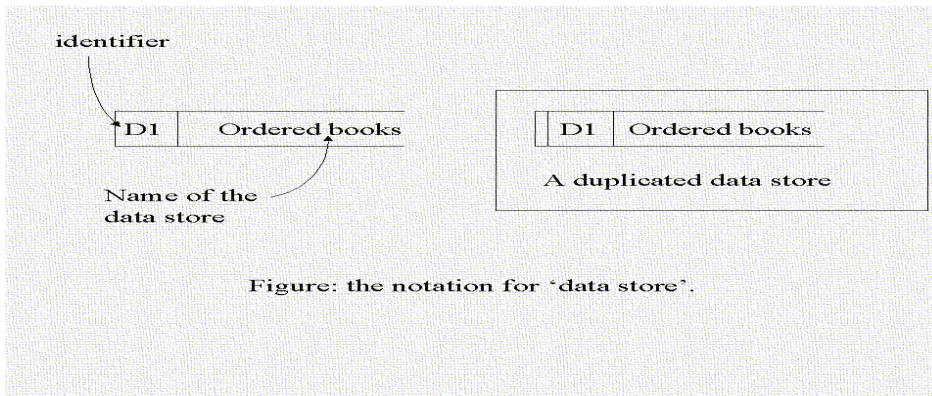 identifier
D1 Ordered books
Name of the
data store
D1 Ordered books
A duplicated data store
Figure: the notation for ‘data store’.